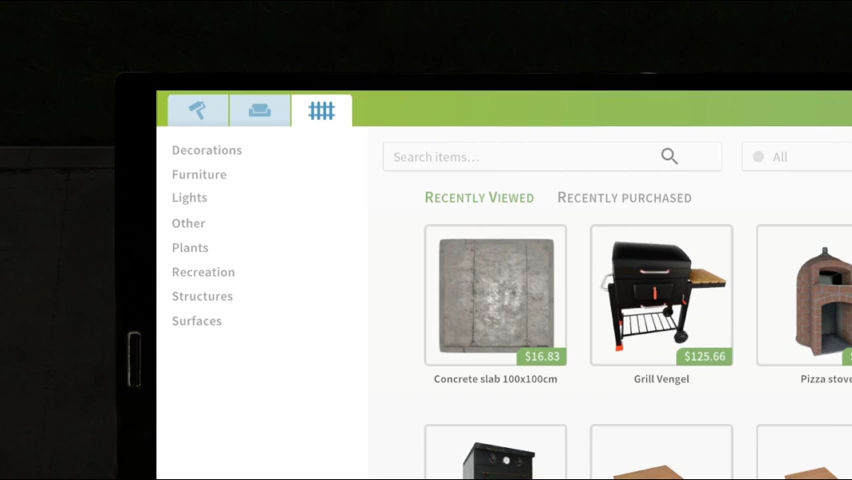 Decorations
Furniture
Lights
Other
Plants
Recreation
Structures
Surfaces
Search items...
All
RECENTLY VIEWED
RECENTLY PURCHASED
$16.83
$125.66
Concrete slab 100x100cm
Grill Vengel
Pizza